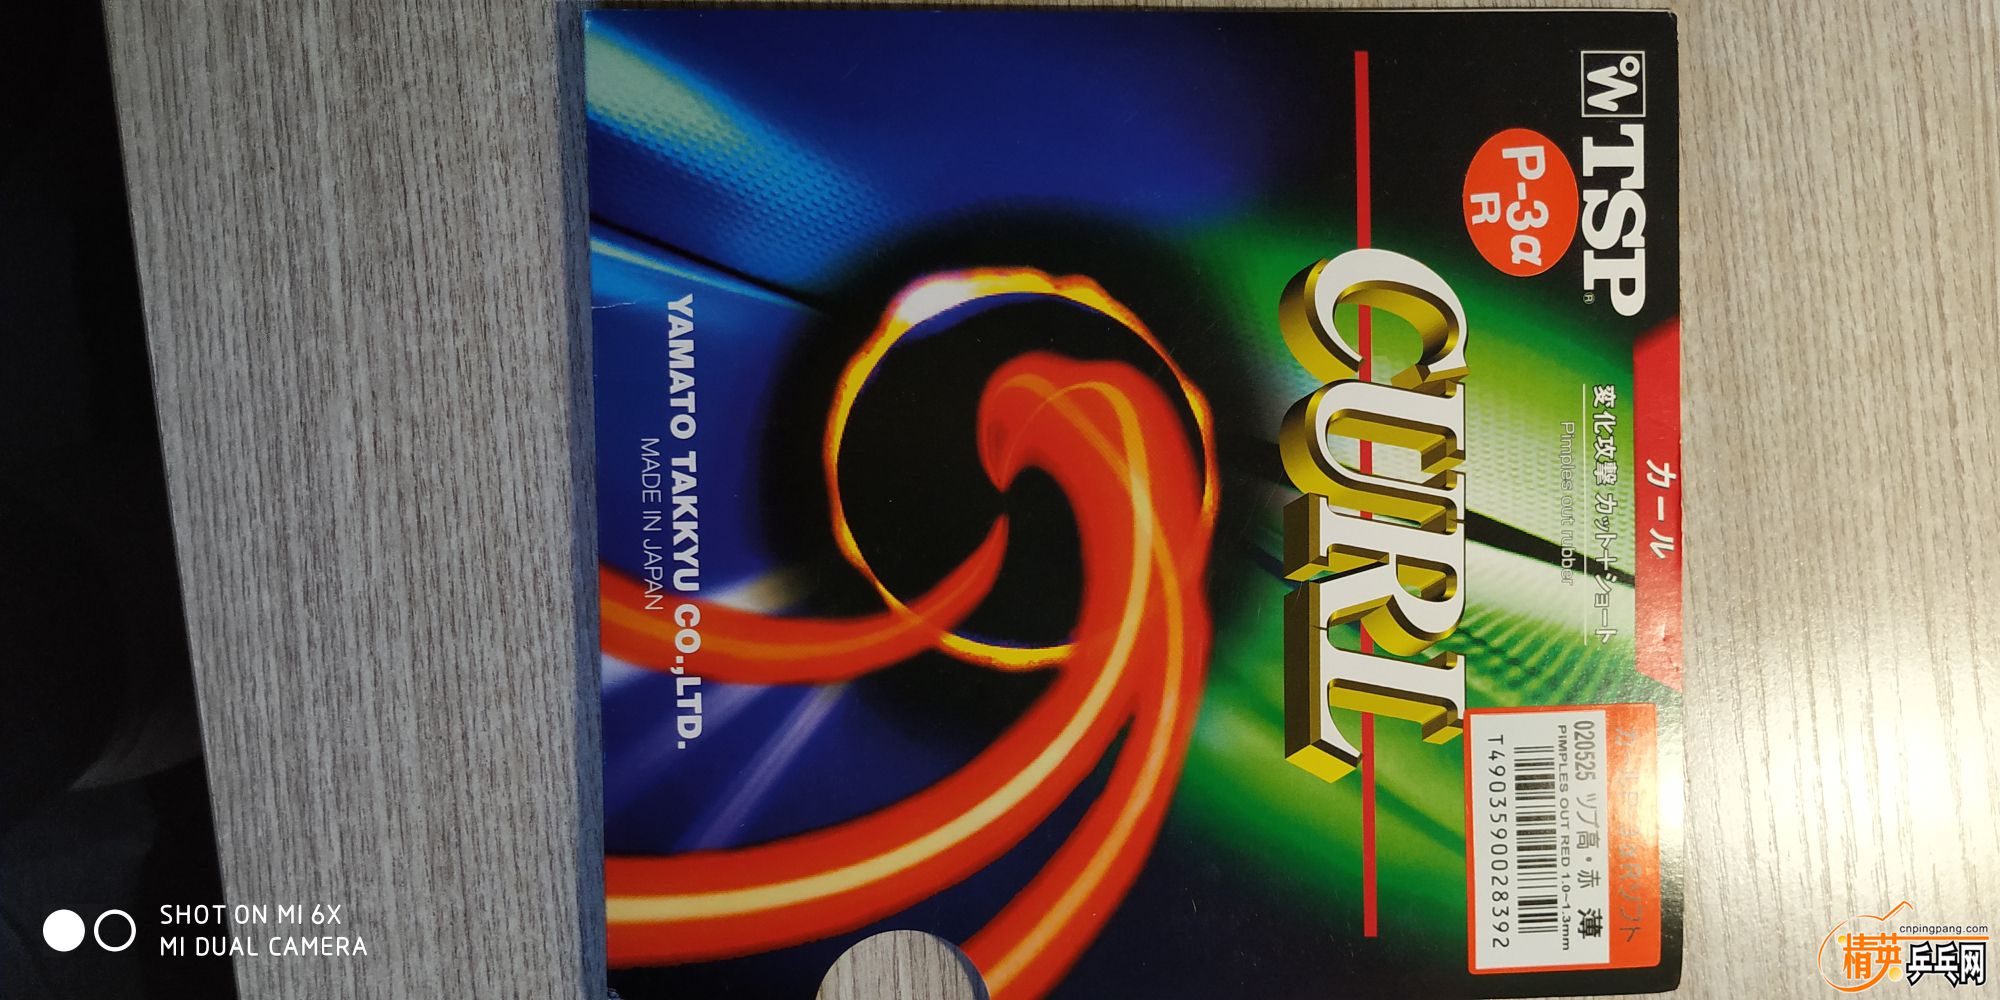 TSP®
P-3α
R
カール
変化攻撃 カット+ショート
Pimples out rubber
CURL
020525 ツブ高・赤 薄
PIMPLES OUT RED 1.0~1.3mm
T4903590028392
YAMATO TAKKYU CO.,LTD.
MADE IN JAPAN
SHOT ON MI 6X
MI DUAL CAMERA
cnpingpang.com
精英乒乓网